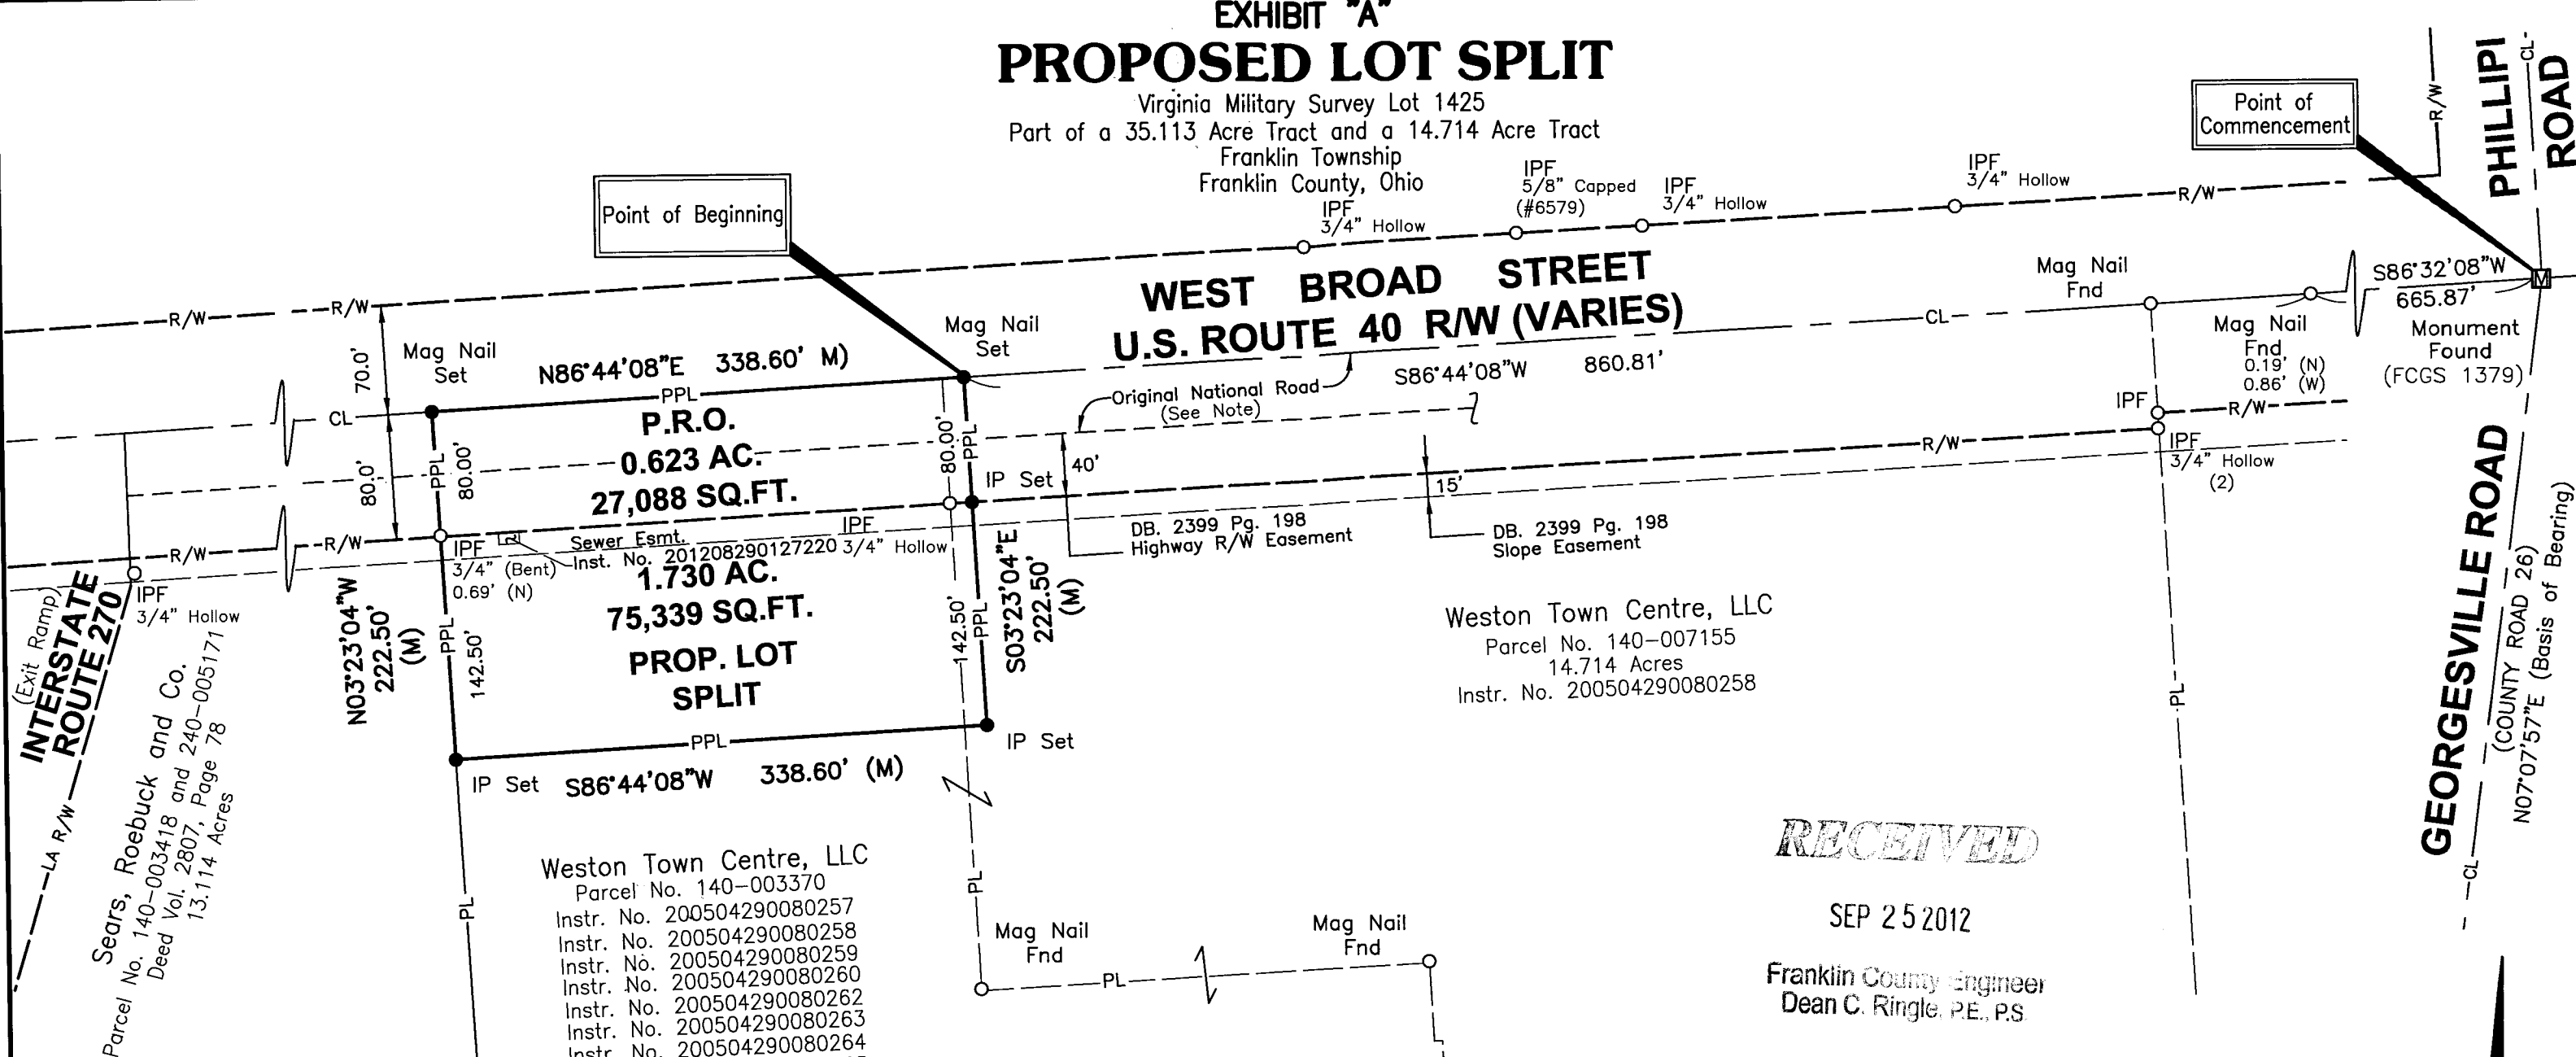 EXHIBIT "A"
PROPOSED LOT SPLIT
Virginia Military Survey Lot 1425
Part of a 35.113 Acre Tract and a 14.714 Acre Tract
Franklin Township
Franklin County, Ohio
Point of Beginning
Point of
Commencement
PHILLIPI
ROAD
CL
R/W
IPF
3/4" Hollow
IPF
5/8" Capped
(#6579)
IPF
3/4" Hollow
IPF
3/4" Hollow
R/W
R/W
R/W
70.0'
Mag Nail
Set
N86°44'08"E 338.60' M)
PPL
Mag Nail
Set
WEST BROAD STREET
U.S. ROUTE 40 R/W (VARIES)
CL
Mag Nail
Fnd
Mag Nail
Fnd
0.19' (N)
0.86' (W)
S86°32'08"W
665.87'
M
Monument
Found
(FCGS 1379)
Original National Road
(See Note)
S86°44'08"W 860.81'
CL
80.0'
PPL
80.00'
P.R.O.
0.623 AC.
27,088 SQ.FT.
80.00'
PPL
IP Set
40'
15'
R/W
IPF
R/W
IPF
3/4" Hollow
(2)
R/W
R/W
IPF
3/4" (Bent)
0.69' (N)
Sewer Esmt.
Inst. No. 201208290127220
IPF
3/4" Hollow
DB. 2399 Pg. 198
Highway R/W Easement
DB. 2399 Pg. 198
Slope Easement
1.730 AC.
75,339 SQ.FT.
PROP. LOT
SPLIT
N03°23'04"W
222.50'
(M)
PPL
142.50'
142.50'
PPL
S03°23'04"E
222.50'
(M)
IPF
3/4" Hollow
(Exit Ramp)
INTERSTATE
ROUTE 270
LA R/W
Sears, Roebuck and Co.
Parcel No. 140-003418 and 240-005171
Deed Vol. 2807, Page 78
13.114 Acres
PPL
IP Set
IP Set
S86°44'08"W 338.60' (M)
Weston Town Centre, LLC
Parcel No. 140-007155
14.714 Acres
Instr. No. 200504290080258
PL
GEORGESVILLE ROAD
(COUNTY ROAD 26)
N07°07'57"E (Basis of Bearing)
CL
Weston Town Centre, LLC
Parcel No. 140-003370
Instr. No. 200504290080257
Instr. No. 200504290080258
Instr. No. 200504290080259
Instr. No. 200504290080260
Instr. No. 200504290080262
Instr. No. 200504290080263
Instr. No. 200504290080264
PL
PL
Mag Nail
Fnd
PL
Mag Nail
Fnd
RECEIVED
SEP 25 2012
Franklin County Engineer
Dean C. Ringle, P.E., P.S.